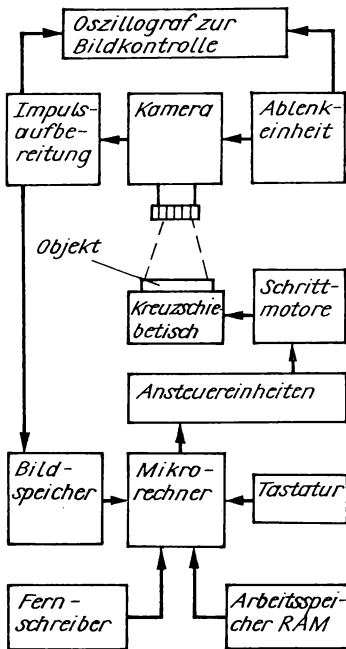 Oszillograf zur
Bildkontrolle
Impuls-
aufbe-
reitung
Kamera
Ablenk-
einheit
Objekt
Kreuzschie-
betisch
Schritt-
motore
Ansteuereinheiten
Bild-
speicher
Mikro-
rechner
Tastatur
Fern-
schreiber
Arbeitsspei-
cher RAM